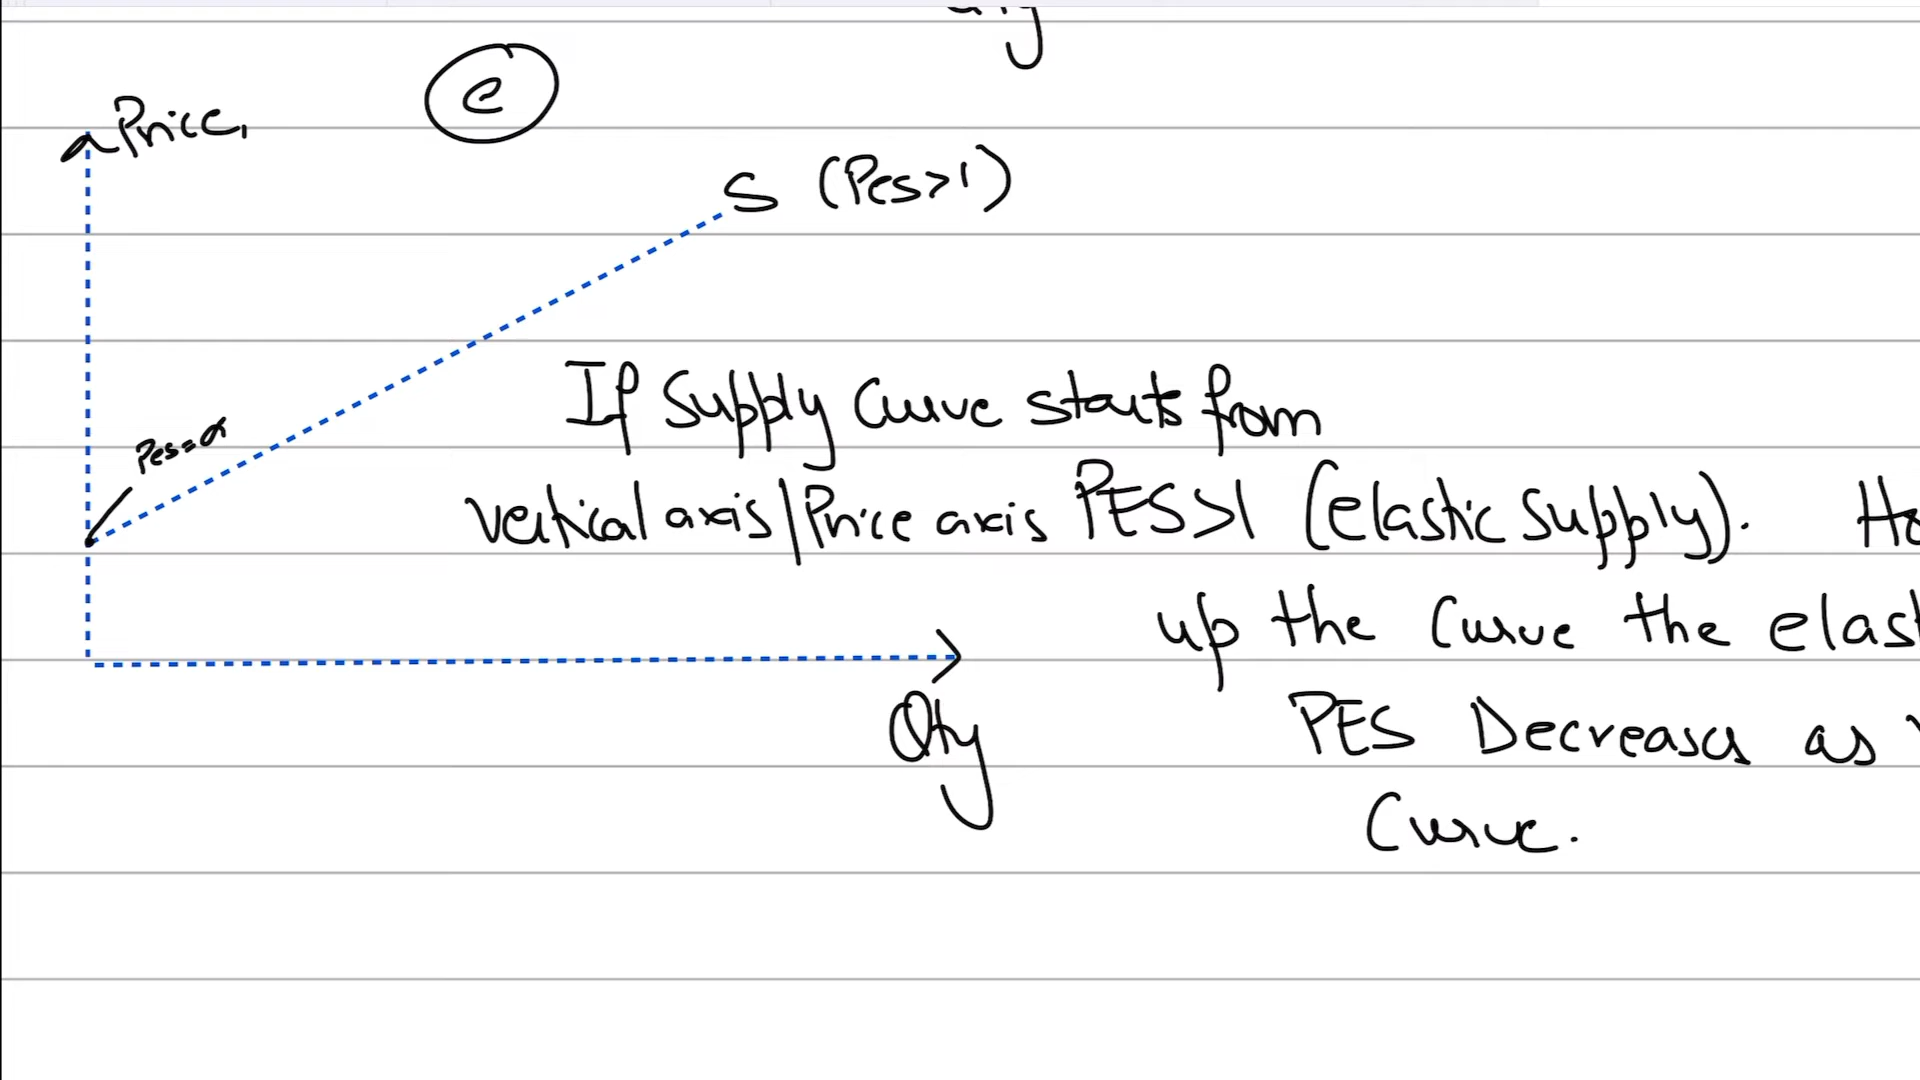 e
Price
S (Pes>1)
Pes=∝
If Supply Curve starts from
vertical axis/Price axis PES>1 (elastic supply).
up the Curve the elast
PES Decreases as
Curve.
Qty